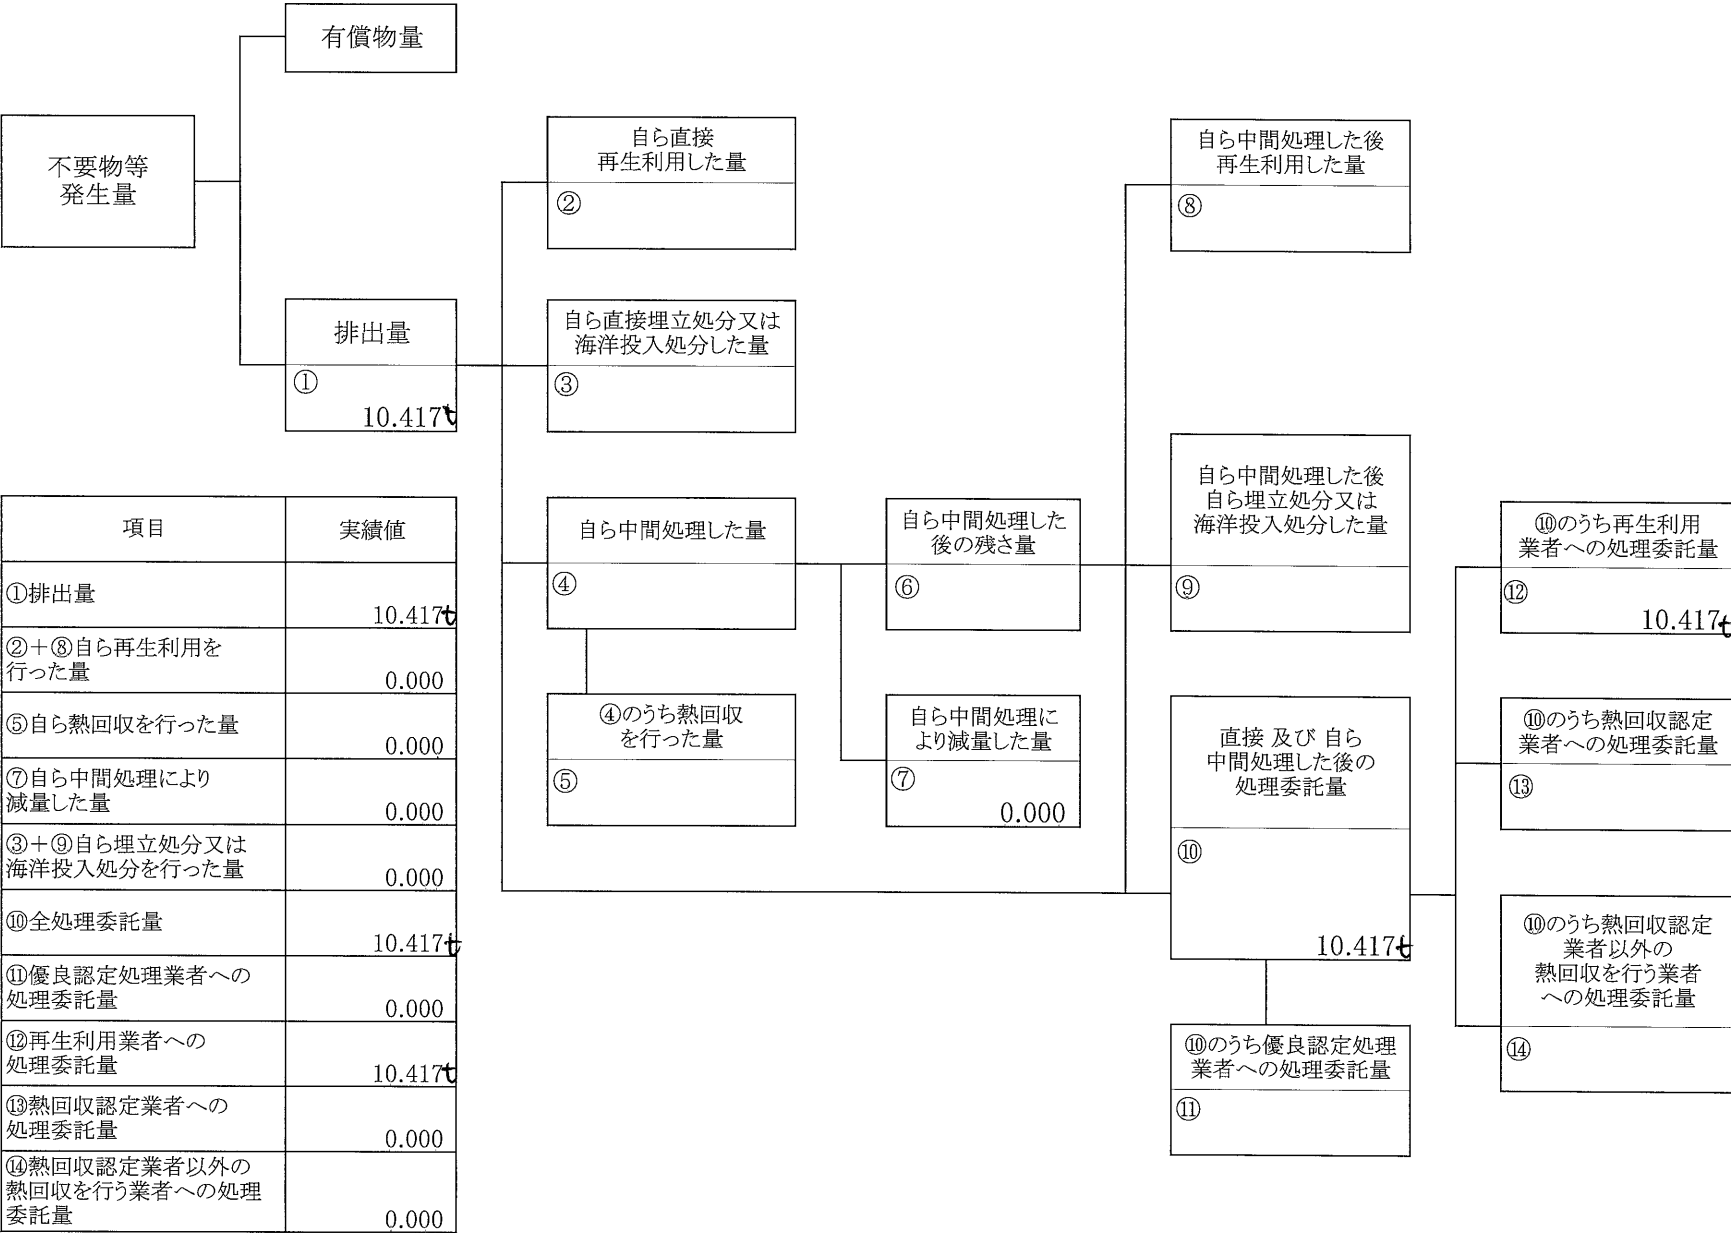 有償物量
不要物等
発生量
排出量
①
10.417t
自ら直接
再生利用した量
②
自ら直接埋立処分又は
海洋投入処分した量
③
自ら中間処理した量
④
④のうち熱回収
を行った量
⑤
自ら中間処理した
後の残さ量
⑥
自ら中間処理に
より減量した量
⑦
0.000
自ら中間処理した後
再生利用した量
⑧
自ら中間処理した後
自ら埋立処分又は
海洋投入処分した量
⑨
直接 及び 自ら
中間処理した後の
処理委託量
⑩
10.417t
⑩のうち優良認定処理
業者への処理委託量
⑪
⑩のうち再生利用
業者への処理委託量
⑫
10.417t
⑩のうち熱回収認定
業者への処理委託量
⑬
⑩のうち熱回収認定
業者以外の
熱回収を行う業者
への処理委託量
⑭
項目 実績値
①排出量
10.417t
②＋⑧自ら再生利用を
行った量
0.000
⑤自ら熱回収を行った量
0.000
⑦自ら中間処理により
減量した量
0.000
③＋⑨自ら埋立処分又は
海洋投入処分を行った量
0.000
⑩全処理委託量
10.417t
⑪優良認定処理業者への
処理委託量
0.000
⑫再生利用業者への
処理委託量
10.417t
⑬熱回収認定業者への
処理委託量
0.000
⑭熱回収認定業者以外の
熱回収を行う業者への処理
委託量
0.000